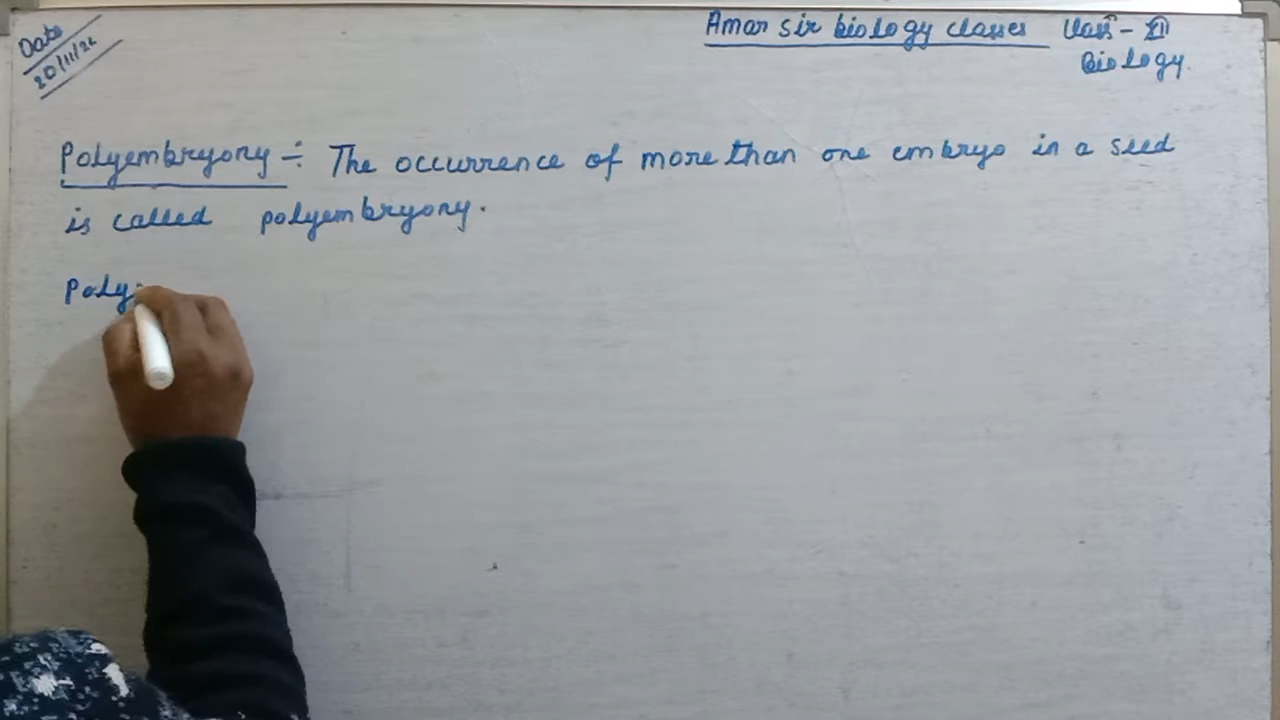 Date
20/11/24
Amar sir biology classes Class - XII
Biology.
Polyembryony ÷ The occurrence of more than one embryo in a seed
is called polyembryony.
Poly